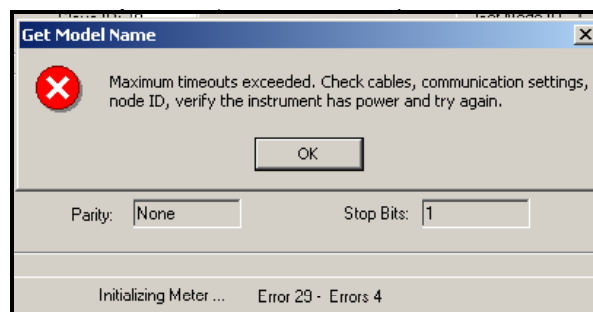 Get Model Name
Maximum timeouts exceeded. Check cables, communication settings,
node ID, verify the instrument has power and try again.
OK
Parity: None Stop Bits: 1
Initializing Meter ... Error 29 - Errors 4